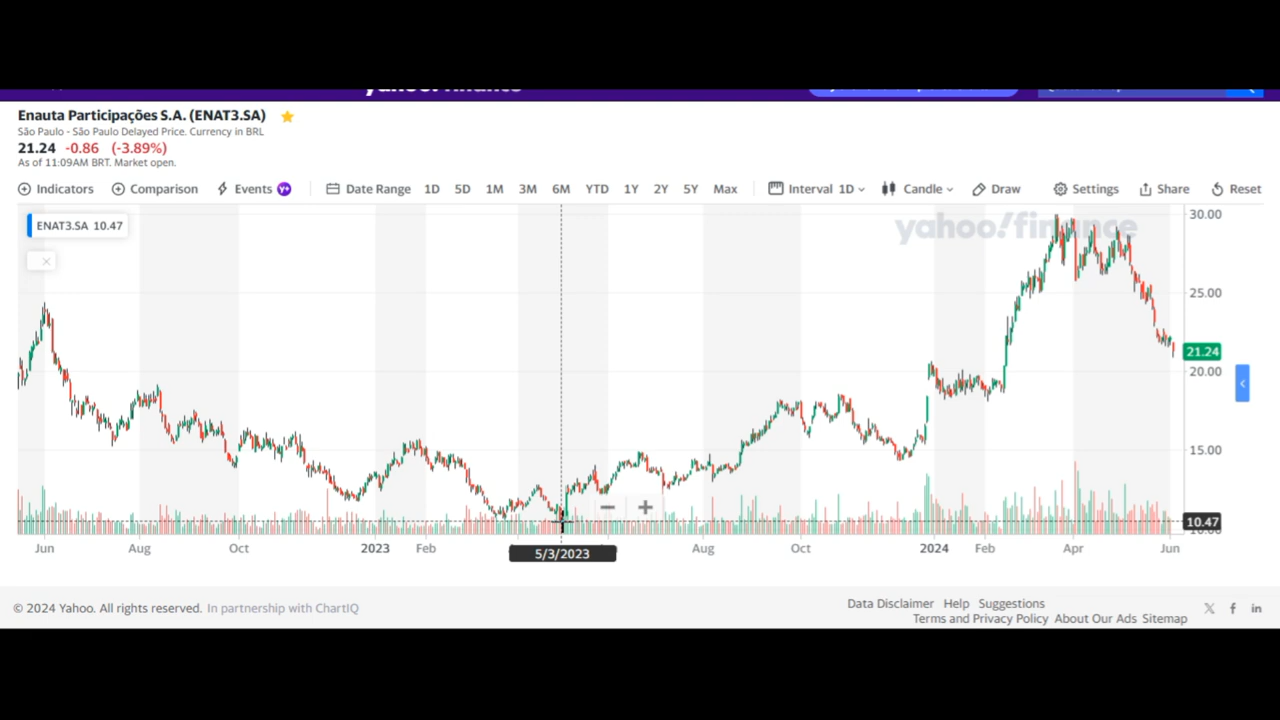 Enauta Participações S.A. (ENAT3.SA)
São Paulo - São Paulo Delayed Price. Currency in BRL
21.24 -0.86 (-3.89%)
As of 11:09AM BRT. Market open.
Indicators Comparison Events Y+ Date Range 1D 5D 1M 3M 6M YTD 1Y 2Y 5Y Max Interval 1D Candle Draw Settings Share Reset
ENAT3.SA 10.47
yahoo!finance
30.00
25.00
21.24
20.00
15.00
10.47
Jun Aug Oct 2023 Feb 5/3/2023 Aug Oct 2024 Feb Apr Jun
© 2024 Yahoo. All rights reserved. In partnership with ChartIQ
Data Disclaimer Help Suggestions
Terms and Privacy Policy About Our Ads Sitemap